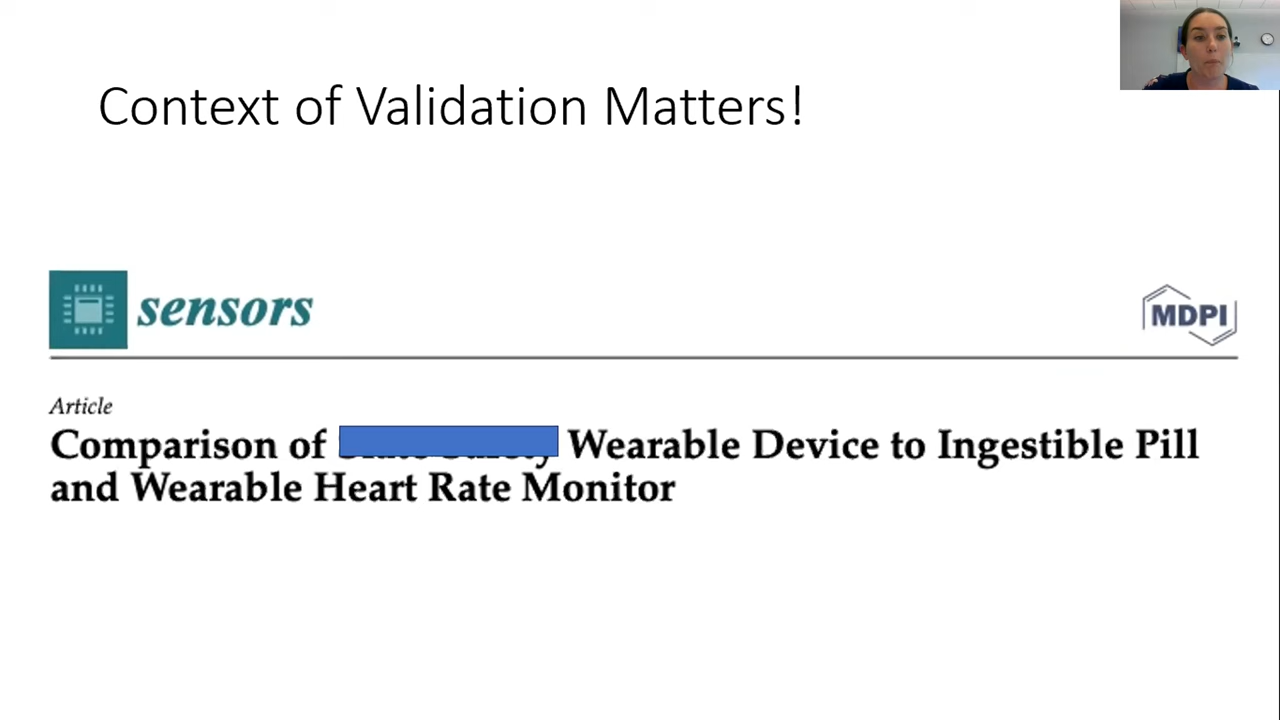 Context of Validation Matters!
sensors
MDPI
Article
Comparison of Wearable Device to Ingestible Pill
and Wearable Heart Rate Monitor